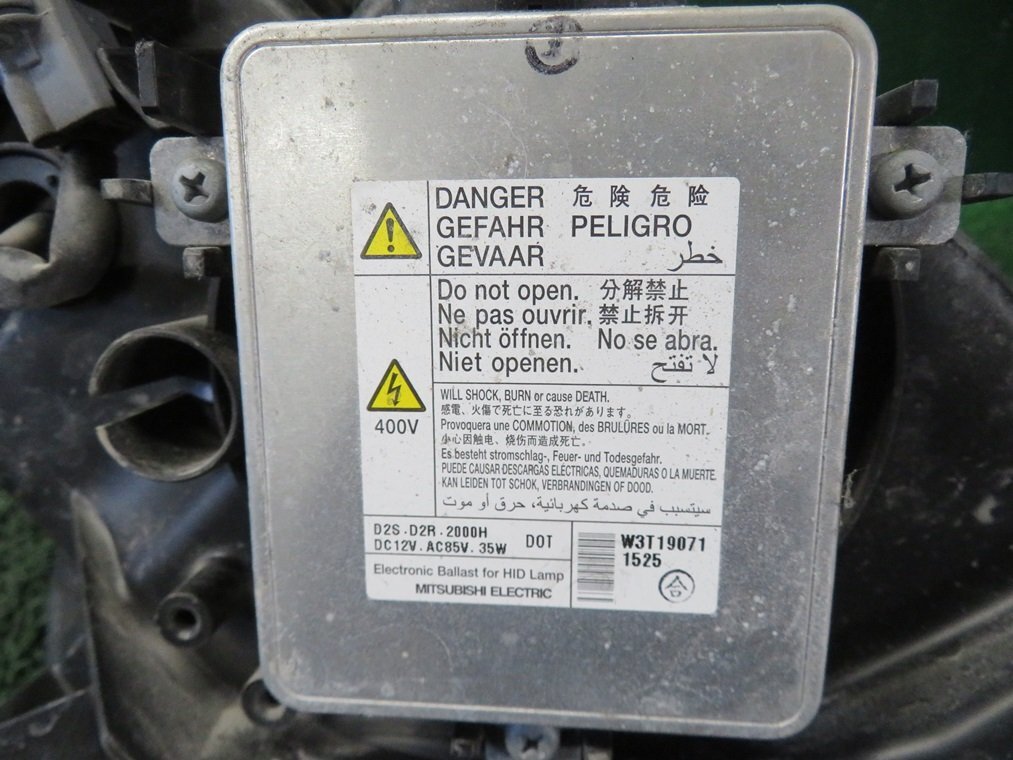 DANGER 危険 危险
GEFAHR PELIGRO
GEVAAR خطر
Do not open. 分解禁止
Ne pas ouvrir. 禁止拆开
Nicht öffnen. No se abra.
Niet openen. لا تفتح
400V
WILL SHOCK, BURN or cause DEATH.
感電、火傷で死亡に至る恐れがあります。
Provoquera une COMMOTION, des BRULÛRES ou la MORT.
小心因触电、烧伤而造成死亡。
Es besteht stromschlag-, Feuer- und Todesgefahr.
PUEDE CAUSAR DESCARGAS ELÉCTRICAS, QUEMADURAS O LA MUERTE.
KAN LEIDEN TOT SCHOK, VERBRANDINGEN OF DOOD.
سيتسبب في صدمة كهربائية، حرق أو موت
D2S.D2R.2000H
DC12V.AC85V.35W DOT
Electronic Ballast for HID Lamp
MITSUBISHI ELECTRIC
W3T19071
1525
合